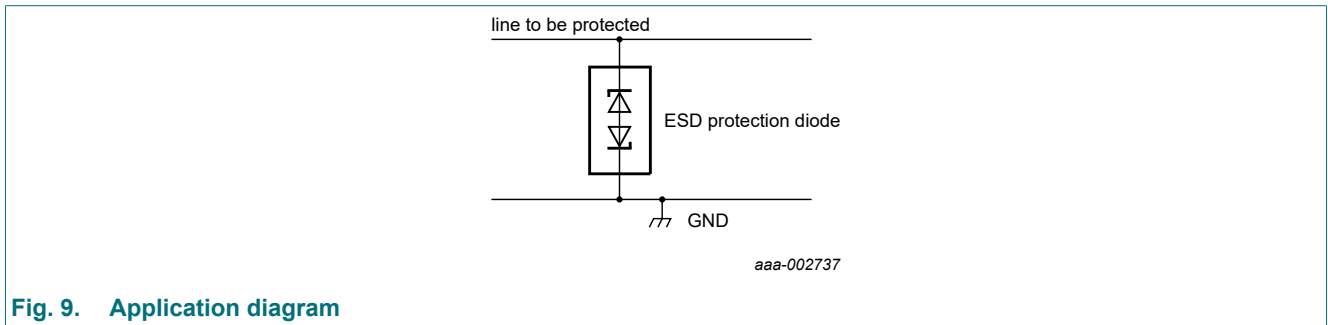 line to be protected
ESD protection diode
GND
aaa-002737
Fig. 9. Application diagram